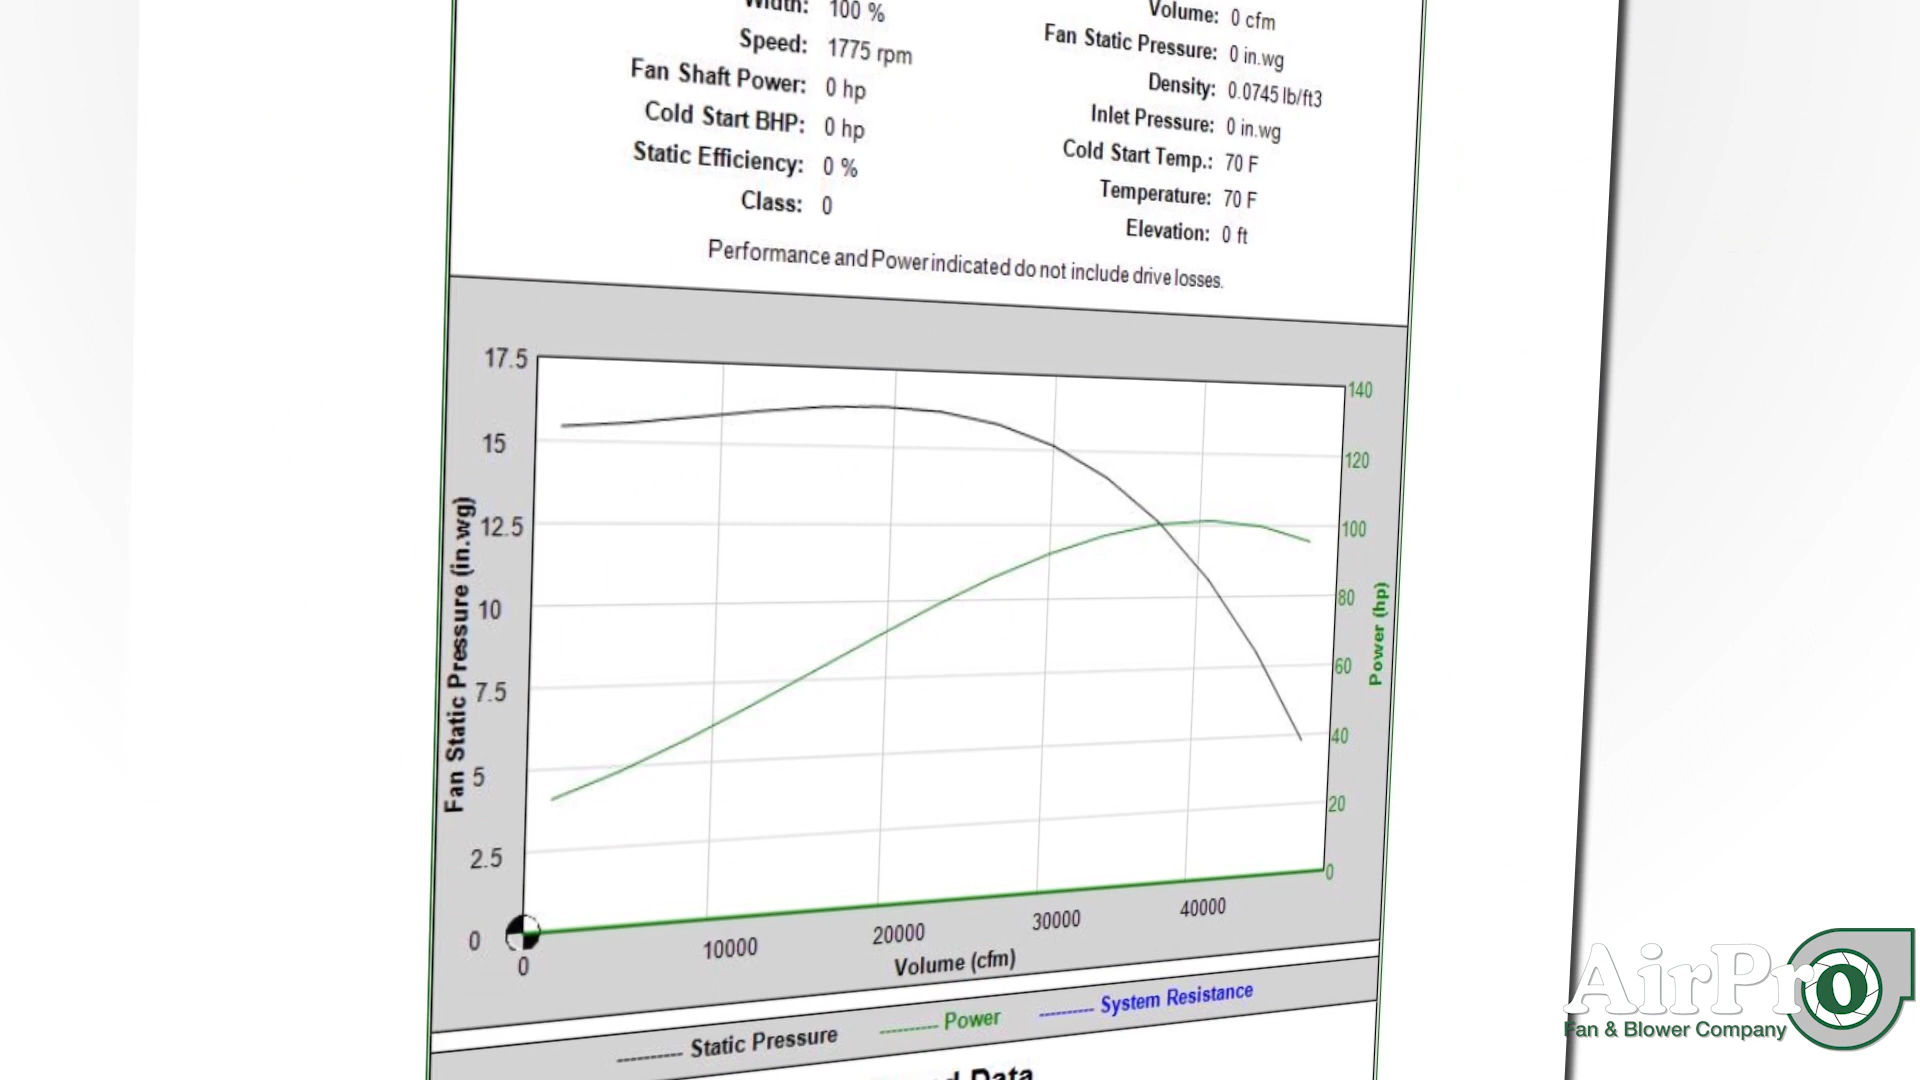 Width: 100 %
Speed: 1775 rpm
Fan Shaft Power: 0 hp
Cold Start BHP: 0 hp
Static Efficiency: 0 %
Class: 0
Volume: 0 cfm
Fan Static Pressure: 0 in.wg
Density: 0.0745 lb/ft3
Inlet Pressure: 0 in.wg
Cold Start Temp.: 70 F
Temperature: 70 F
Elevation: 0 ft
Performance and Power indicated do not include drive losses.
Fan Static Pressure (in.wg)
17.5
15
12.5
10
7.5
5
2.5
0
140
120
100
80
60
40
20
0
Power (hp)
0 10000 20000 30000 40000
Volume (cfm)
Static Pressure Power System Resistance
Data
AirPro
Fan & Blower Company